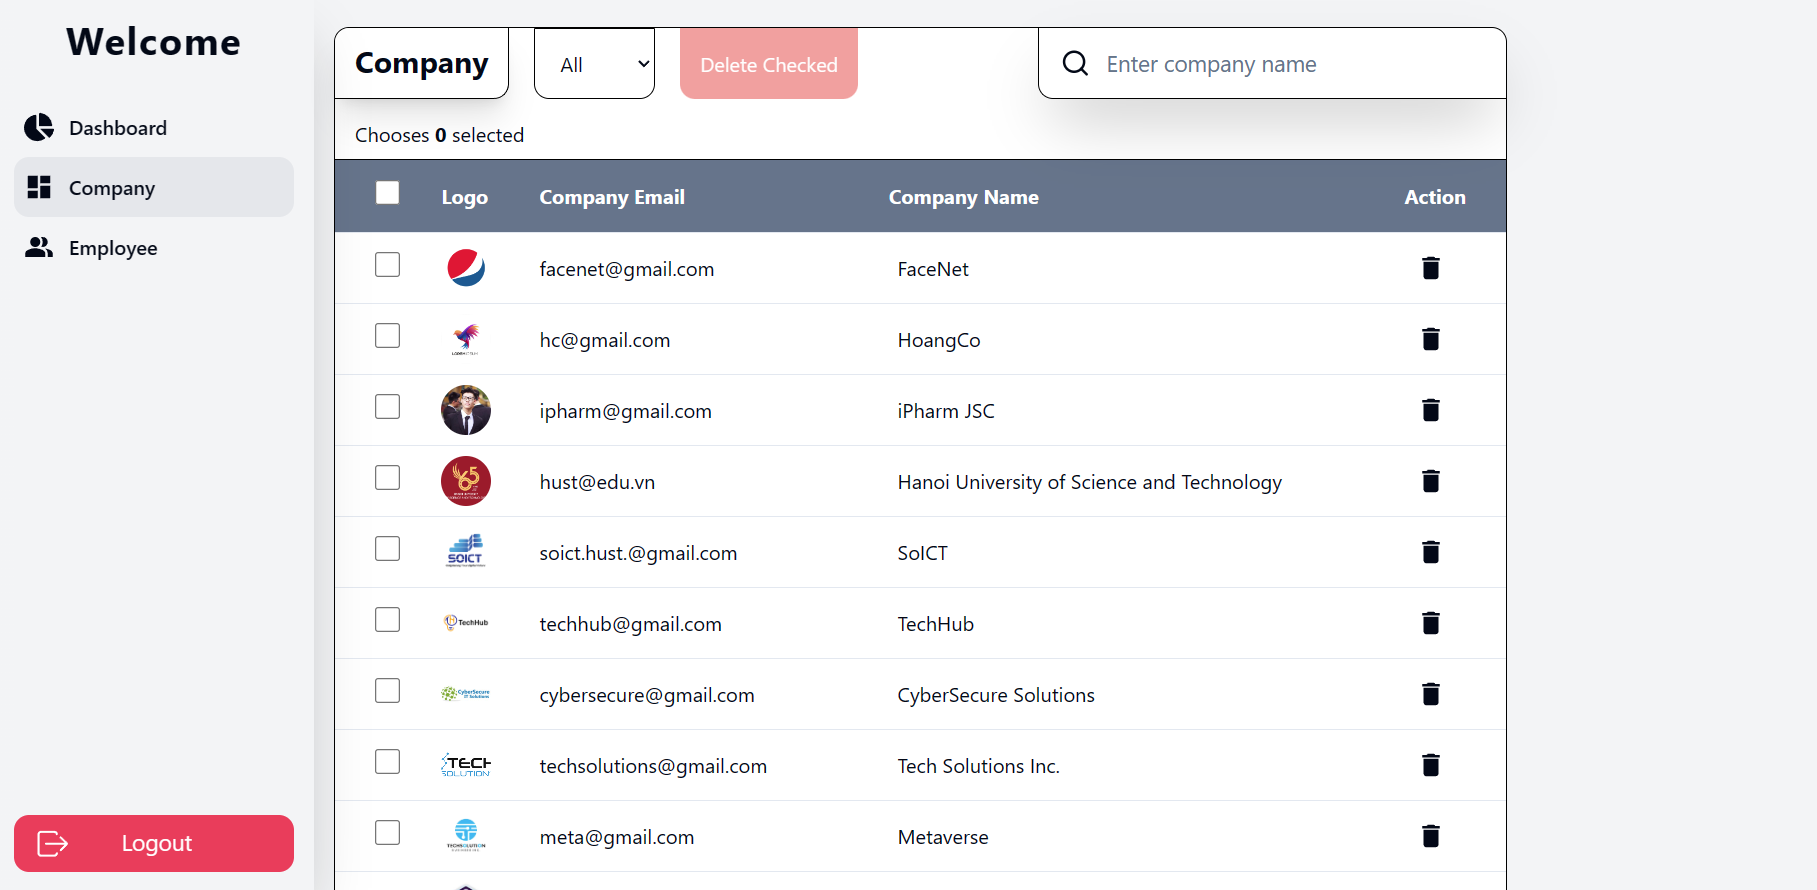 Welcome
Dashboard
Company
Employee
Logout
Company
All
Delete Checked
Enter company name
Chooses 0 selected
Logo Company Email Company Name Action
facenet@gmail.com FaceNet
hc@gmail.com HoangCo
ipharm@gmail.com iPharm JSC
65
hust@edu.vn Hanoi University of Science and Technology
SOICT
soict.hust.@gmail.com SoICT
TechHub
techhub@gmail.com TechHub
CyberSecure
IT Solutions
cybersecure@gmail.com CyberSecure Solutions
TECH
SOLUTION
techsolutions@gmail.com Tech Solutions Inc.
TECHSOLUTION
meta@gmail.com Metaverse